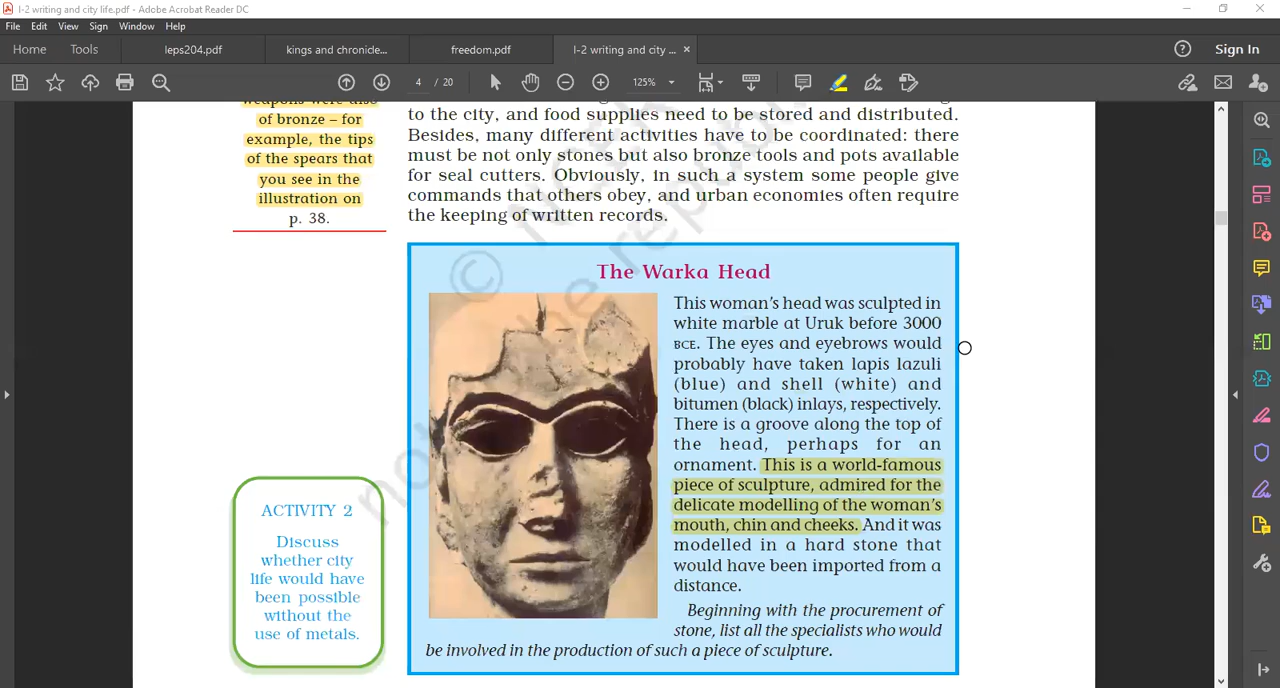 I-2 writing and city life.pdf - Adobe Acrobat Reader DC
File Edit View Sign Window Help
Home Tools leps204.pdf kings and chronicle... freedom.pdf I-2 writing and city ... × Sign In
4 / 20 125%
weapons were also
of bronze – for
example, the tips
of the spears that
you see in the
illustration on
p. 38.
to the city, and food supplies need to be stored and distributed.
Besides, many different activities have to be coordinated: there
must be not only stones but also bronze tools and pots available
for seal cutters. Obviously, in such a system some people give
commands that others obey, and urban economies often require
the keeping of written records.
The Warka Head
This woman's head was sculpted in
white marble at Uruk before 3000
BCE. The eyes and eyebrows would
probably have taken lapis lazuli
(blue) and shell (white) and
bitumen (black) inlays, respectively.
There is a groove along the top of
the head, perhaps for an
ornament. This is a world-famous
piece of sculpture, admired for the
delicate modelling of the woman's
mouth, chin and cheeks. And it was
modelled in a hard stone that
would have been imported from a
distance.
Beginning with the procurement of
stone, list all the specialists who would
be involved in the production of such a piece of sculpture.
ACTIVITY 2
Discuss
whether city
life would have
been possible
without the
use of metals.